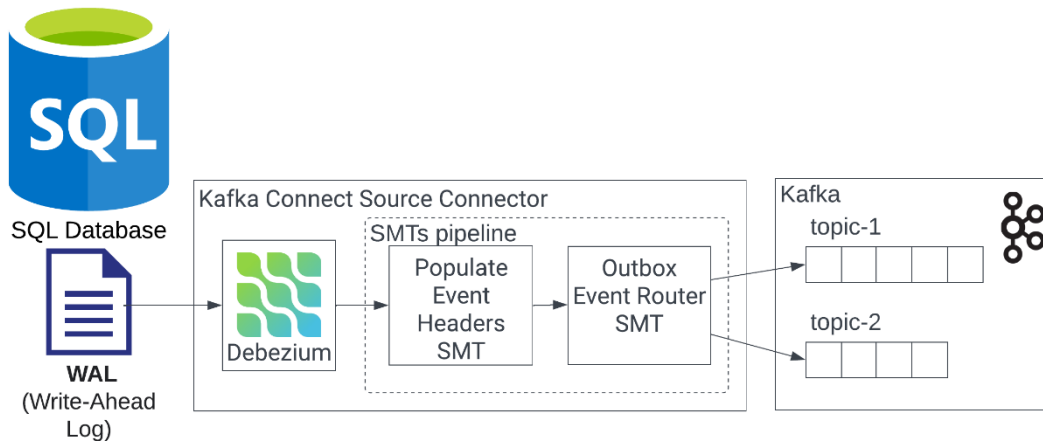 SQL
SQL Database
WAL
(Write-Ahead
Log)
Kafka Connect Source Connector
Debezium
SMTs pipeline
Populate
Event
Headers
SMT
Outbox
Event Router
SMT
Kafka
topic-1
topic-2